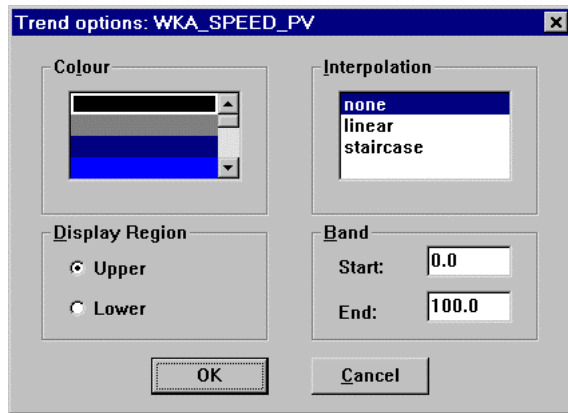 Trend options: WKA_SPEED_PV
Colour
Interpolation
none
linear
staircase
Display Region
Upper
Lower
Band
Start: 0.0
End: 100.0
OK
Cancel